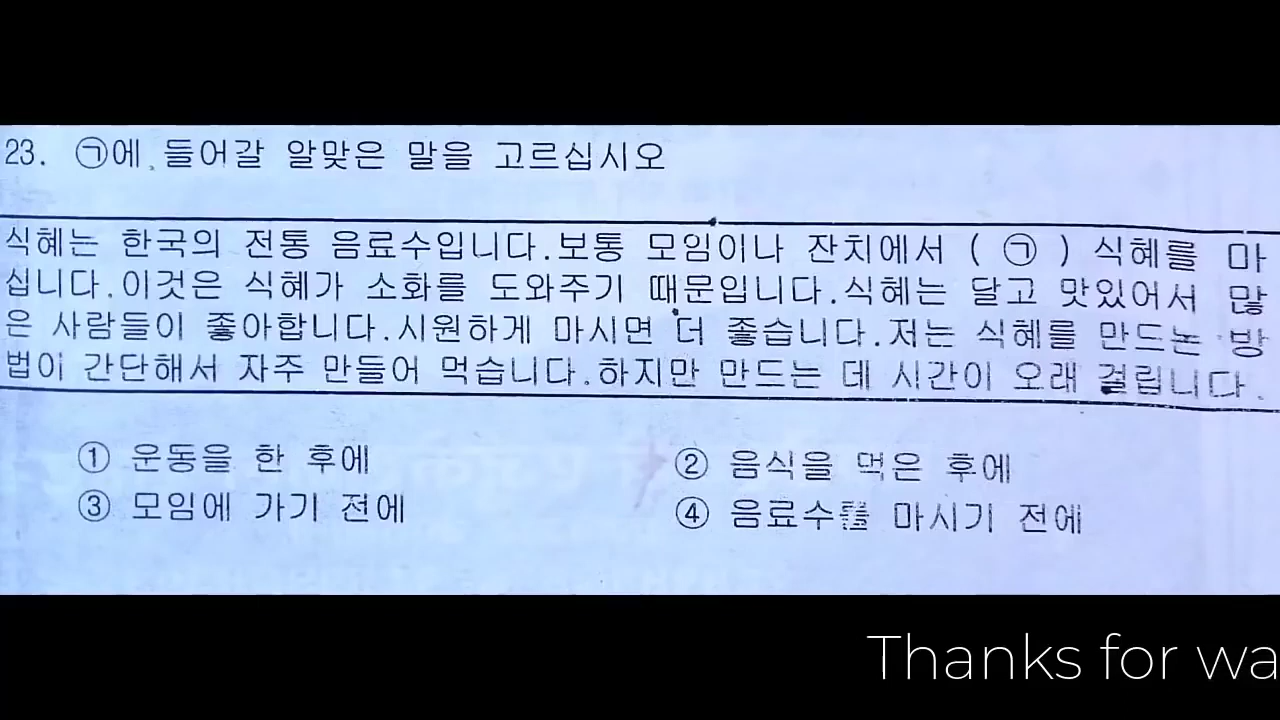 23. ㉠에 들어갈 알맞은 말을 고르십시오
식혜는 한국의 전통 음료수입니다.보통 모임이나 잔치에서 ( ㉠ ) 식혜를 마
십니다.이것은 식혜가 소화를 도와주기 때문입니다.식혜는 달고 맛있어서 많
은 사람들이 좋아합니다.시원하게 마시면 더 좋습니다.저는 식혜를 만드는 방
법이 간단해서 자주 만들어 먹습니다.하지만 만드는 데 시간이 오래 걸립니다.
① 운동을 한 후에 ② 음식을 먹은 후에
③ 모임에 가기 전에 ④ 음료수를 마시기 전에
Thanks for wa